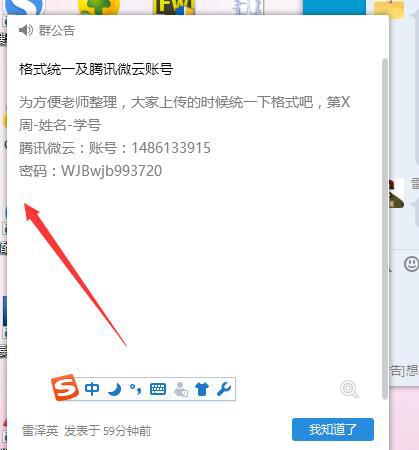 群公告
格式统一及腾讯微云账号
为方便老师整理，大家上传的时候统一下格式吧，第X
周-姓名-学号
腾讯微云：账号：1486133915
密码：WJBwjb993720
中
雷泽英 发表于 59分钟前
我知道了
告]想